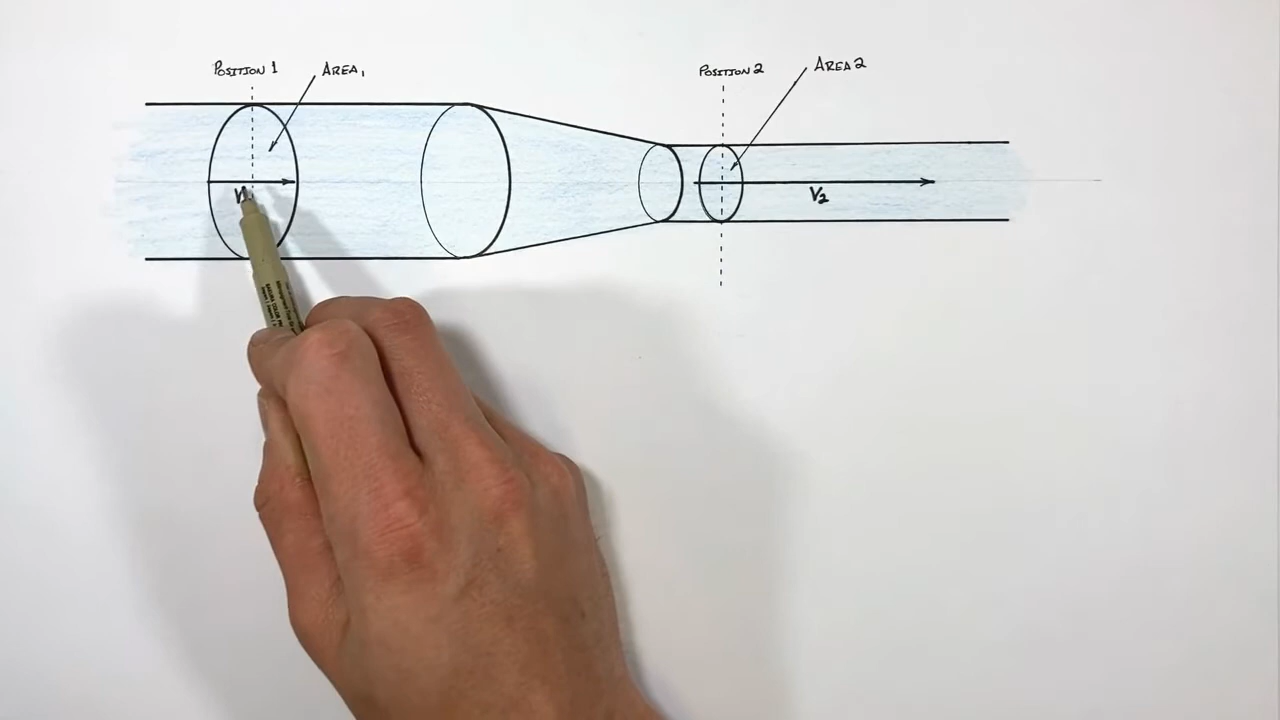 Position 1
Area₁
Position 2
Area 2
V₂